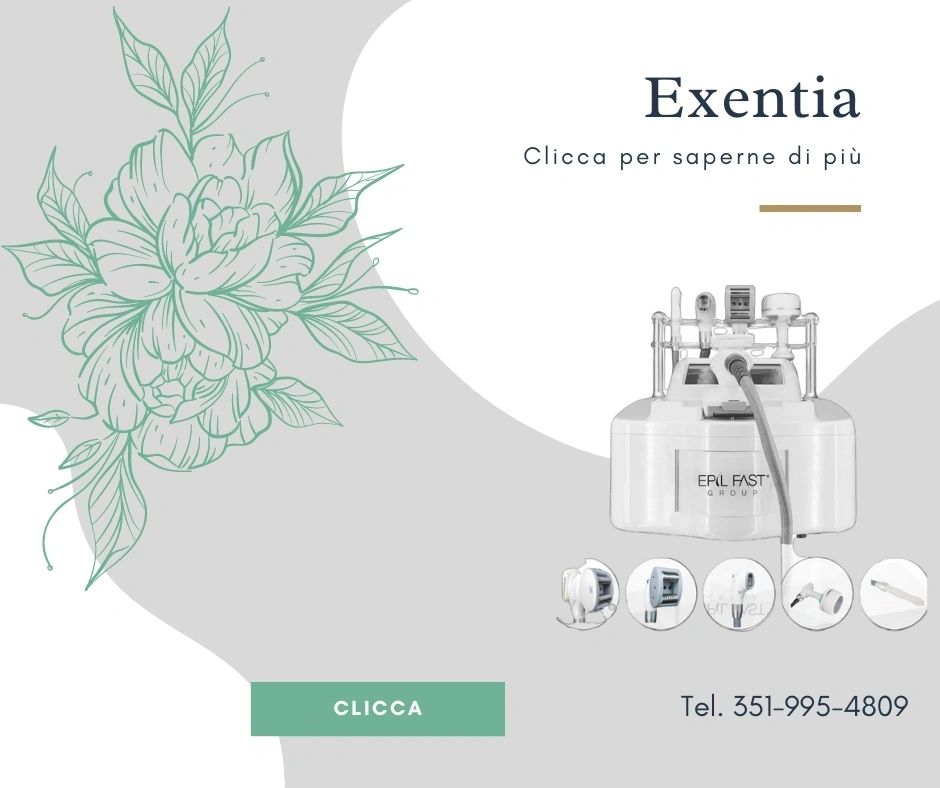 Exentia
Clicca per saperne di più
EPIL FAST®
GROUP
CLICCA
Tel. 351-995-4809